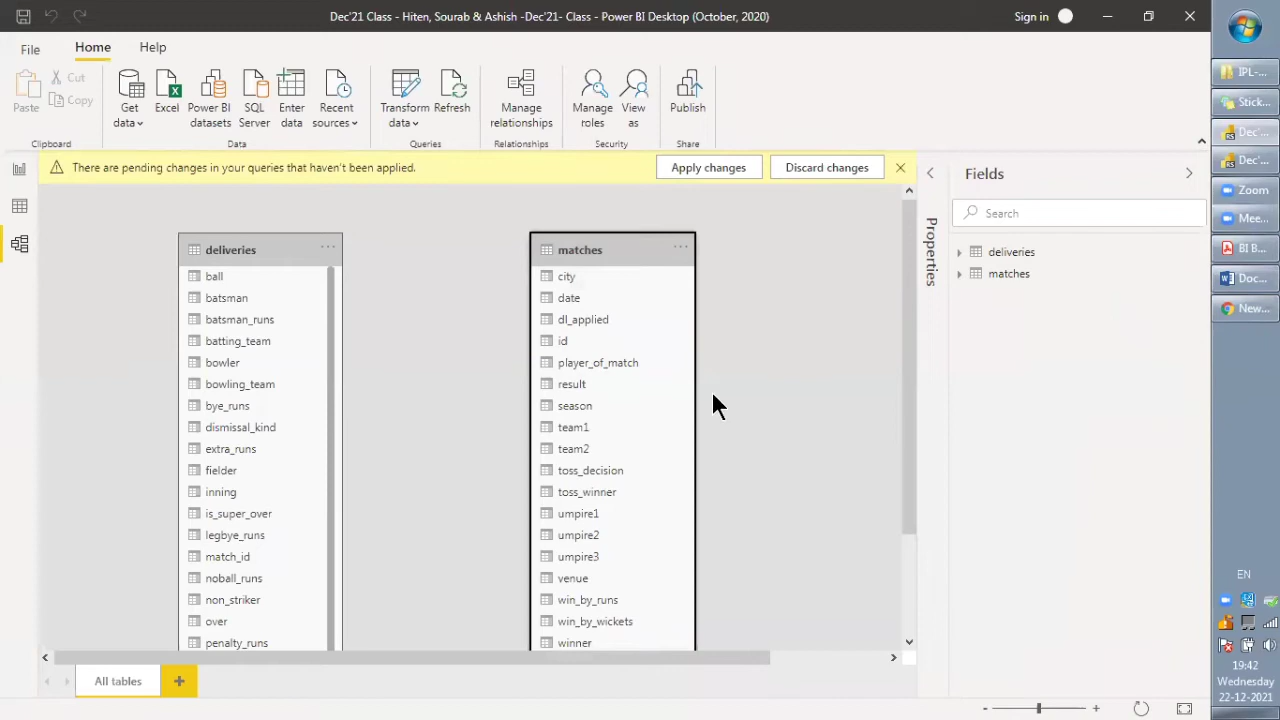 Dec'21 Class - Hiten, Sourab & Ashish -Dec'21- Class - Power BI Desktop (October, 2020)
Sign in
File
Home
Help
Paste
Cut
Copy
Get data
Excel
Power BI datasets
SQL Server
Enter data
Recent sources
Transform data
Refresh
Manage relationships
Manage roles
View as
Publish
Clipboard
Data
Queries
Relationships
Security
Share
There are pending changes in your queries that haven't been applied.
Apply changes
Discard changes
deliveries
ball
batsman
batsman_runs
batting_team
bowler
bowling_team
bye_runs
dismissal_kind
extra_runs
fielder
inning
is_super_over
legbye_runs
match_id
noball_runs
non_striker
over
penalty_runs
matches
city
date
dl_applied
id
player_of_match
result
season
team1
team2
toss_decision
toss_winner
umpire1
umpire2
umpire3
venue
win_by_runs
win_by_wickets
winner
Properties
Fields
Search
deliveries
matches
All tables
IPL-...
Stick...
Dec'...
Dec'...
Zoom
Mee...
BI B...
Doc...
New...
EN
19:42
Wednesday
22-12-2021